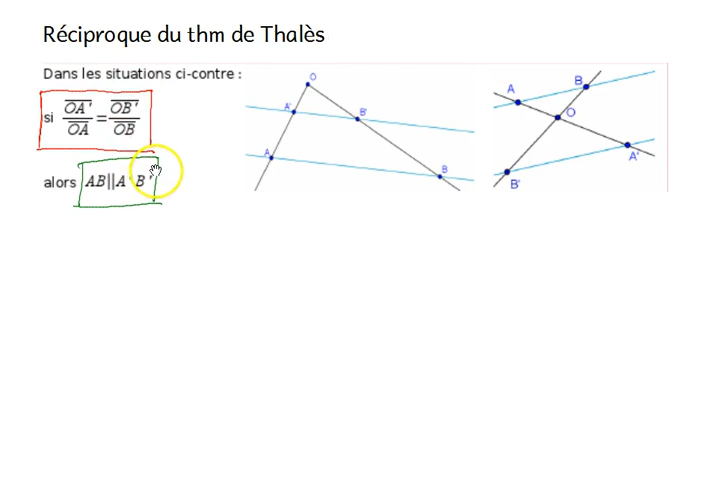 Réciproque du thm de Thalès
Dans les situations ci-contre :
si OA' / OA = OB' / OB
alors AB||A'B'
O
A'
B'
A
B
A
B
O
A'
B'